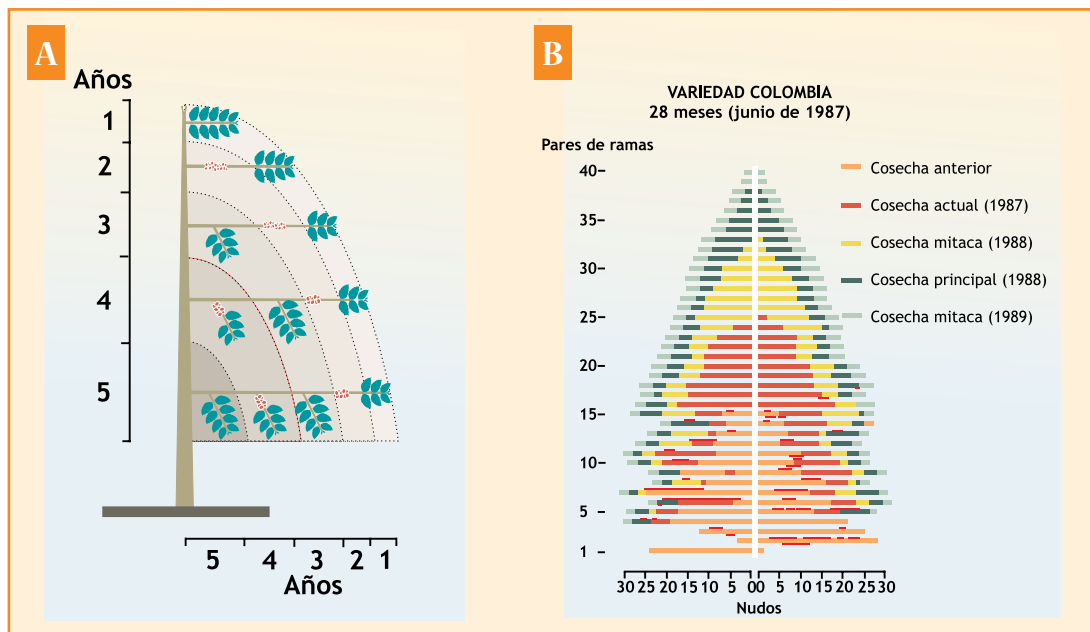 A
Años
1
2
3
4
5
5 4 3 2 1
Años
B
VARIEDAD COLOMBIA
28 meses (junio de 1987)
Pares de ramas
40
35
30
25
20
15
10
5
1
Cosecha anterior
Cosecha actual (1987)
Cosecha mitaca (1988)
Cosecha principal (1988)
Cosecha mitaca (1989)
30 25 20 15 10 5 00 5 10 15 20 25 30
Nudos